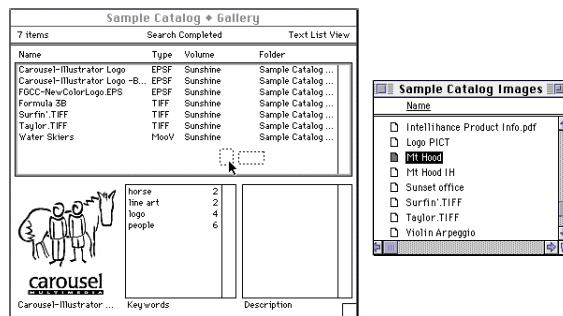 Sample Catalog ♦ Gallery
7 items Search Completed Text List View
Name Type Volume Folder
Carousel-Illustrator Logo EPSF Sunshine Sample Catalog ...
Carousel-Illustrator Logo -B... EPSF Sunshine Sample Catalog ...
FGCC-NewColorLogo.EPS EPSF Sunshine Sample Catalog ...
Formula 3B TIFF Sunshine Sample Catalog ...
Surfin'.TIFF TIFF Sunshine Sample Catalog ...
Taylor.TIFF TIFF Sunshine Sample Catalog ...
Water Skiers MooV Sunshine Sample Catalog ...
horse 2
line art 2
logo 4
people 6
carousel
MULTIMEDIA
Carousel-Illustrator ... Keywords Description
Sample Catalog Images
Name
Intellihance Product Info.pdf
Logo PICT
Mt Hood
Mt Hood IH
Sunset office
Surfin'.TIFF
Taylor.TIFF
Violin Arpeggio